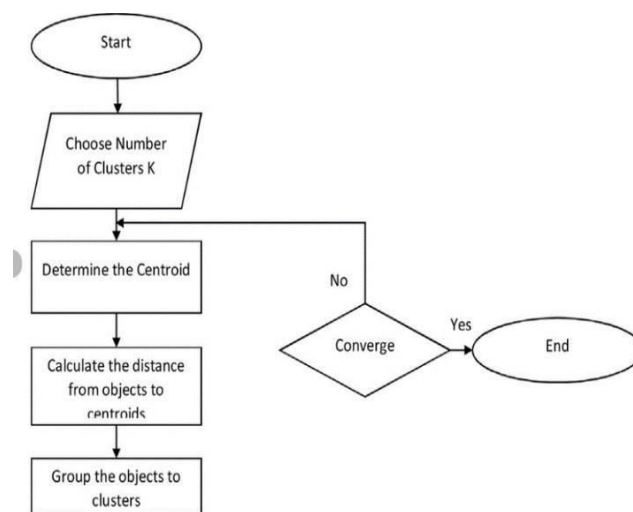 Start
Choose Number
of Clusters K
Determine the Centroid
No
Yes
Converge
End
Calculate the distance
from objects to
centroids
Group the objects to
clusters